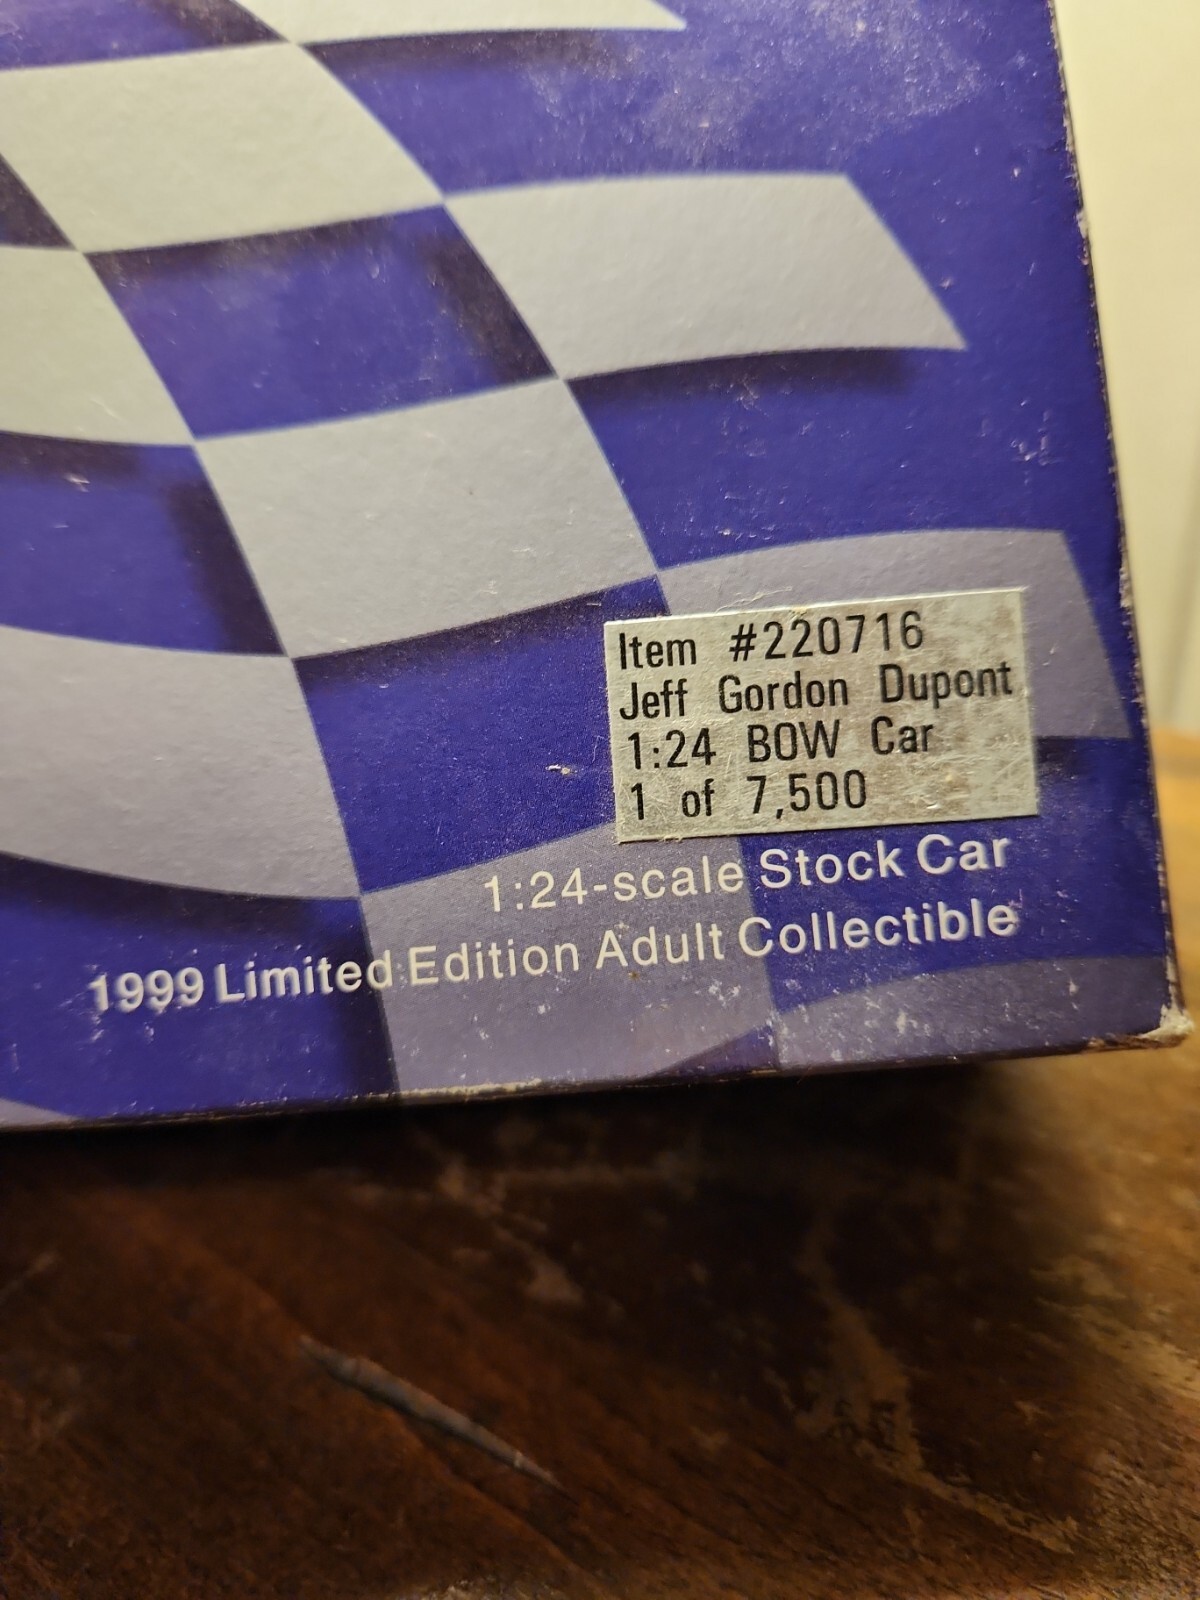 Item #220716
Jeff Gordon Dupont
1:24 BOW Car
1 of 7,500
1:24-scale Stock Car
1999 Limited Edition Adult Collectible